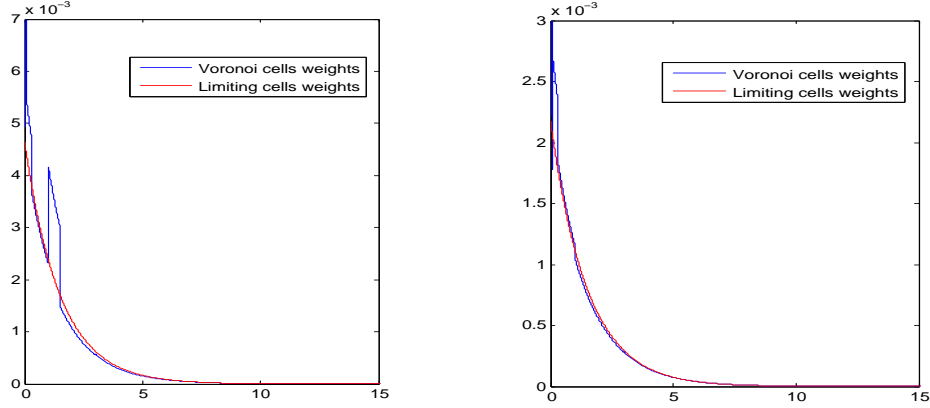 7 × 10⁻³
6
5
4
3
2
1
0
0 5 10 15
Voronoi cells weights
Limiting cells weights
3 × 10⁻³
2.5
2
1.5
1
0.5
0
0 5 10 15
Voronoi cells weights
Limiting cells weights